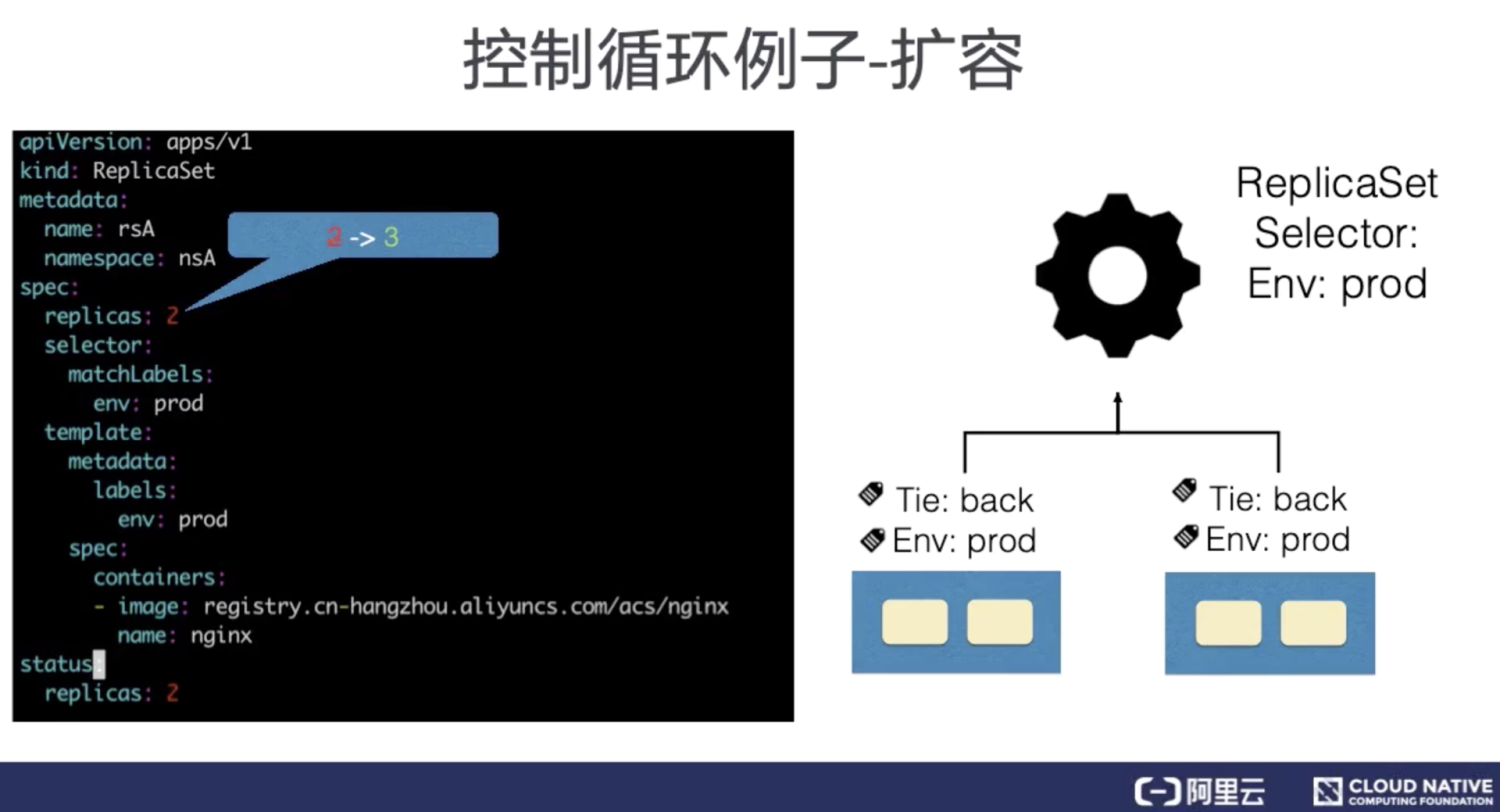 控制循环例子-扩容
apiVersion: apps/v1
kind: ReplicaSet
metadata:
  name: rsA
  namespace: nsA
spec:
  replicas: 2
  selector:
    matchLabels:
      env: prod
  template:
    metadata:
      labels:
        env: prod
    spec:
      containers:
      - image: registry.cn-hangzhou.aliyuncs.com/acs/nginx
        name: nginx
status:
  replicas: 2
2 -> 3
ReplicaSet
Selector:
Env: prod
Tie: back
Env: prod
Tie: back
Env: prod
阿里云
CLOUD NATIVE
COMPUTING FOUNDATION